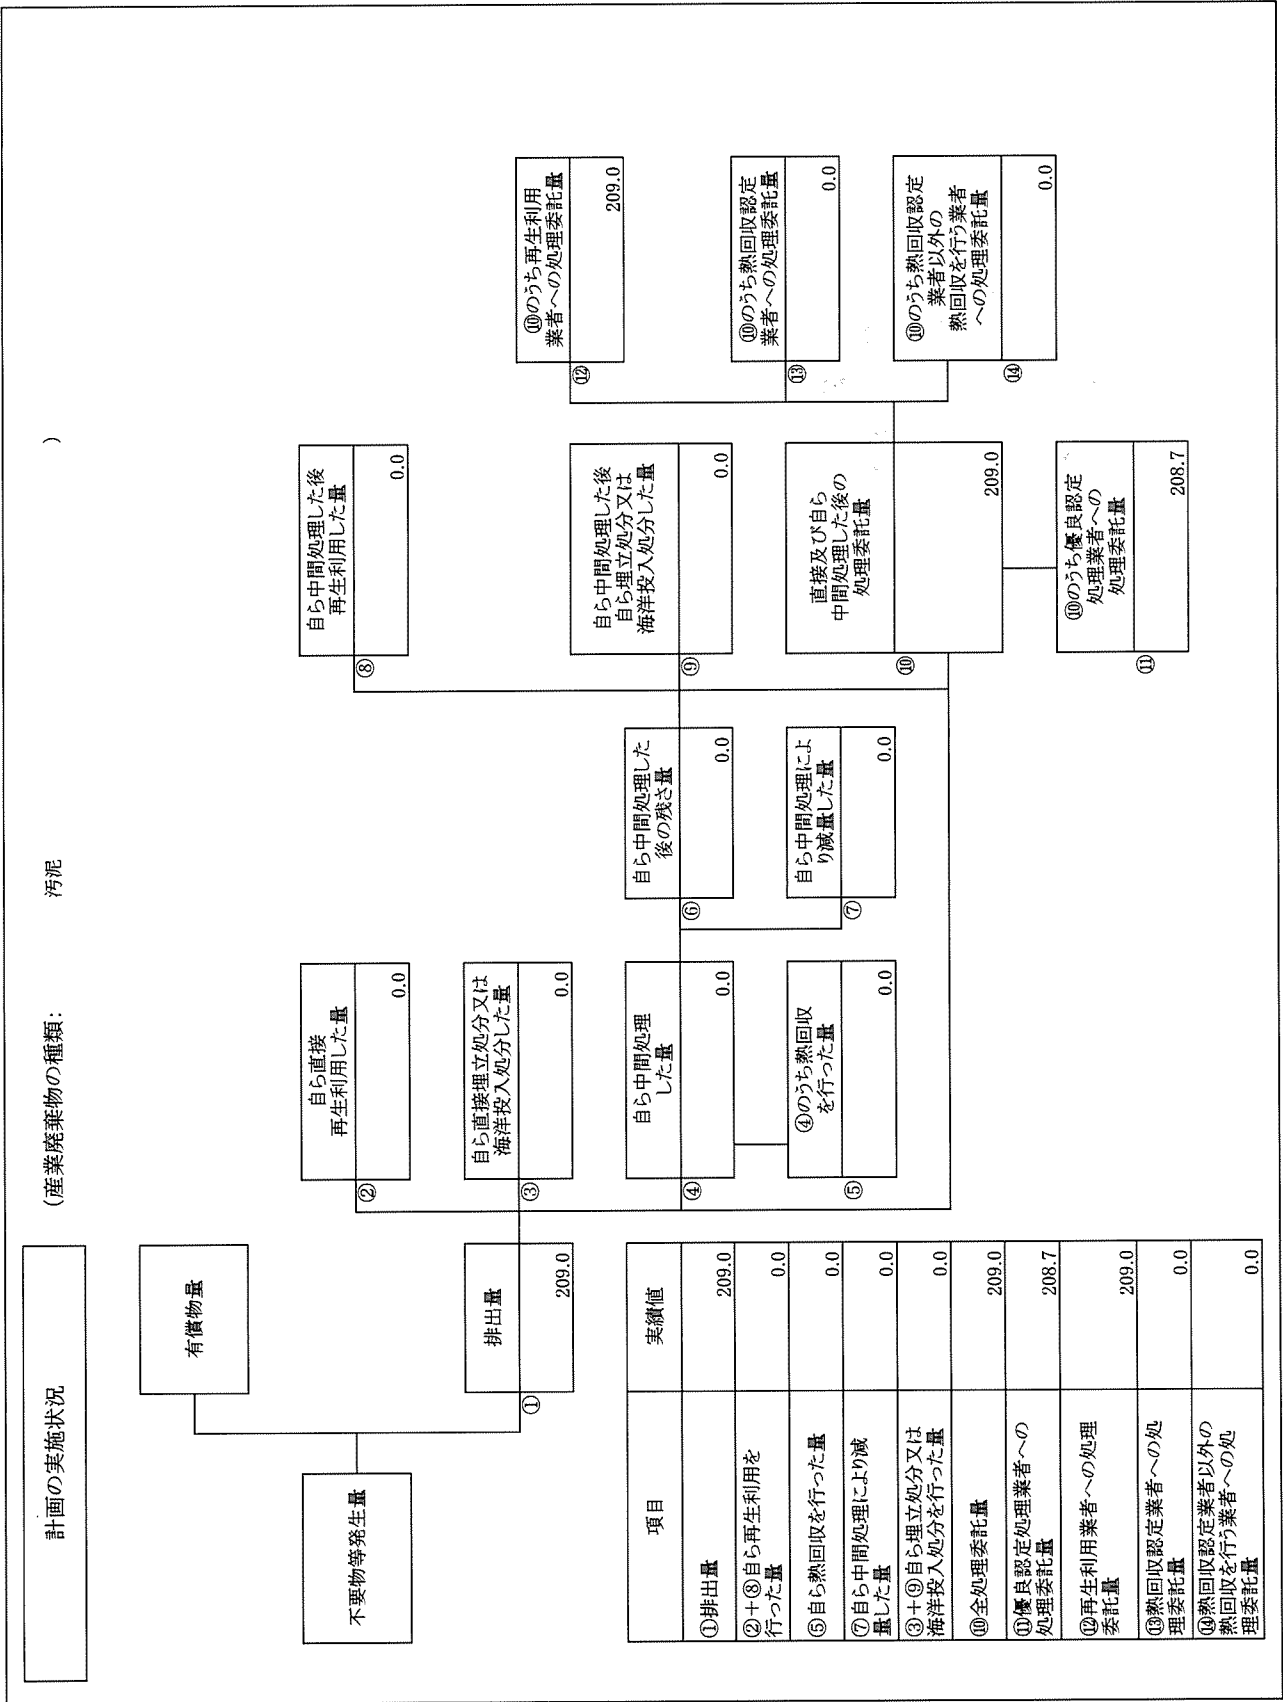 計画の実施状況
(産業廃棄物の種類: 汚泥 )
不要物等発生量
有償物量
排出量
①
209.0
自ら直接
再生利用した量
②
0.0
自ら直接埋立処分又は
海洋投入処分した量
③
0.0
自ら中間処理
した量
④
0.0
④のうち熱回収
を行った量
⑤
0.0
自ら中間処理した
後の残さ量
⑥
0.0
自ら中間処理によ
り減量した量
⑦
0.0
自ら中間処理した後
再生利用した量
⑧
0.0
自ら中間処理した後
自ら埋立処分又は
海洋投入処分した量
⑨
0.0
直接及び自ら
中間処理した後の
処理委託量
⑩
209.0
⑩のうち優良認定
処理業者への
処理委託量
⑪
208.7
⑩のうち再生利用
業者への処理委託量
⑫
209.0
⑩のうち熱回収認定
業者への処理委託量
⑬
0.0
⑩のうち熱回収認定
業者以外の
熱回収を行う業者
への処理委託量
⑭
0.0
項目 実績値
①排出量 209.0
②+⑧自ら再生利用を
行った量 0.0
⑤自ら熱回収を行った量 0.0
⑦自ら中間処理により減
量した量 0.0
③+⑨自ら埋立処分又は
海洋投入処分を行った量 0.0
⑩全処理委託量 209.0
⑪優良認定処理業者への
処理委託量 208.7
⑫再生利用業者への処理
委託量 209.0
⑬熱回収認定業者への処
理委託量 0.0
⑭熱回収認定業者以外の
熱回収を行う業者への処
理委託量 0.0